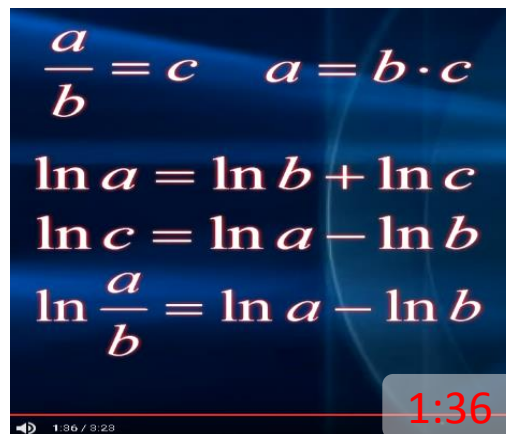 a/b = c   a = b · c
ln a = ln b + ln c
ln c = ln a − ln b
ln a/b = ln a − ln b
1:36 / 3:23
1:36